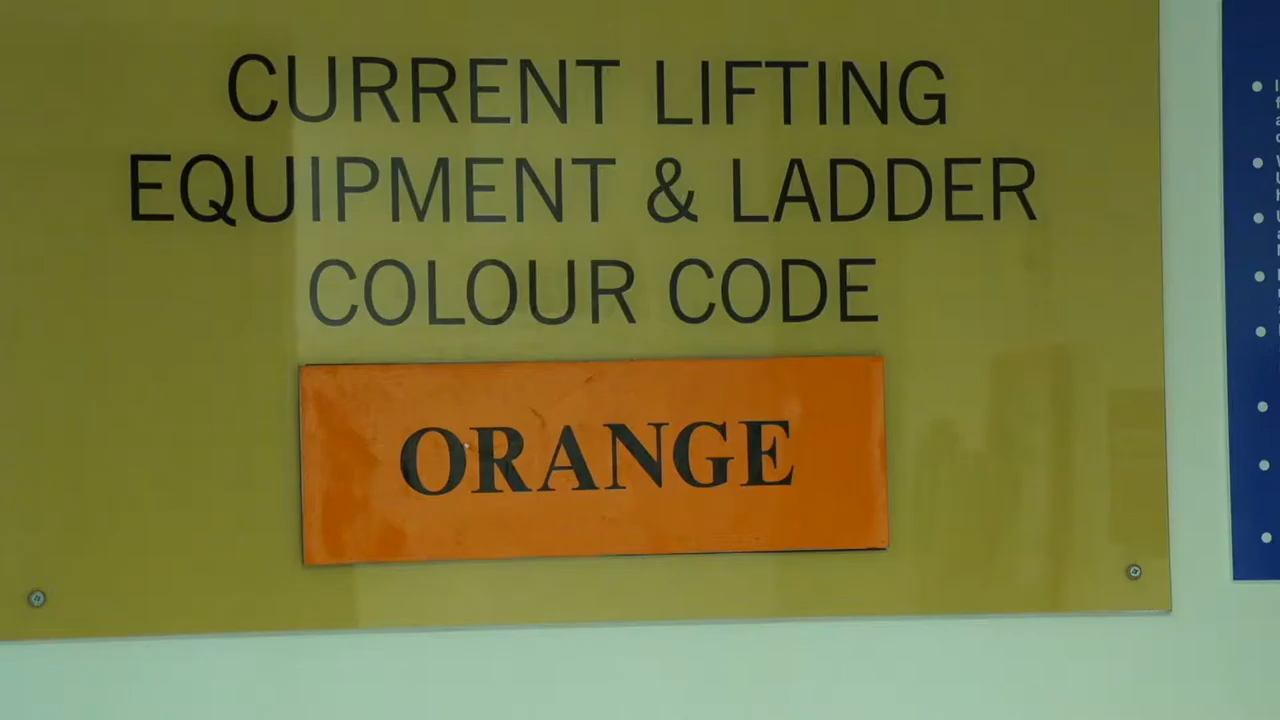 CURRENT LIFTING
EQUIPMENT & LADDER
COLOUR CODE
ORANGE